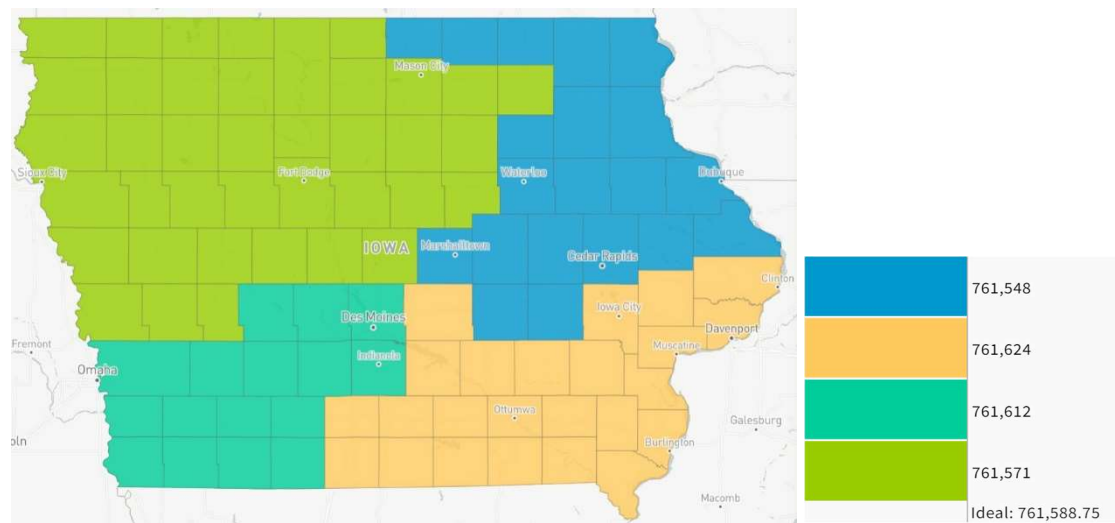 Mason City
Sioux City
Fort Dodge
Waterloo
Dubuque
IOWA
Marshalltown
Cedar Rapids
Clinton
Iowa City
Des Moines
Davenport
Muscatine
Fremont
Indianola
Omaha
Ottumwa
Galesburg
oln
Burlington
Macomb
761,548
761,624
761,612
761,571
Ideal: 761,588.75